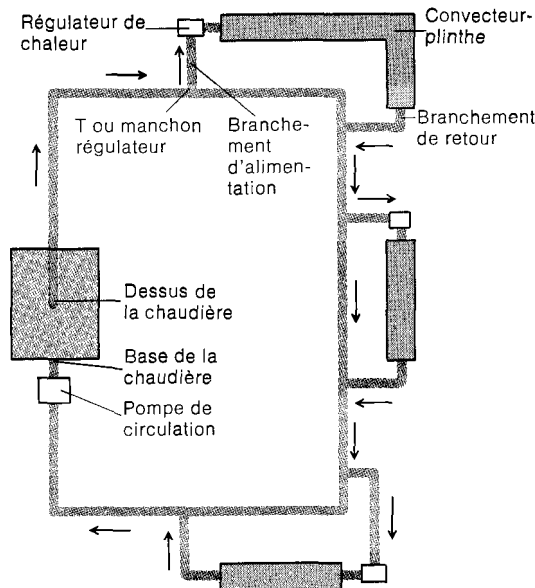 Régulateur de
chaleur
Convecteur-
plinthe
T ou manchon
régulateur
Branche-
ment
d'alimen-
tation
Branchement
de retour
Dessus de
la chaudière
Base de la
chaudière
Pompe de
circulation